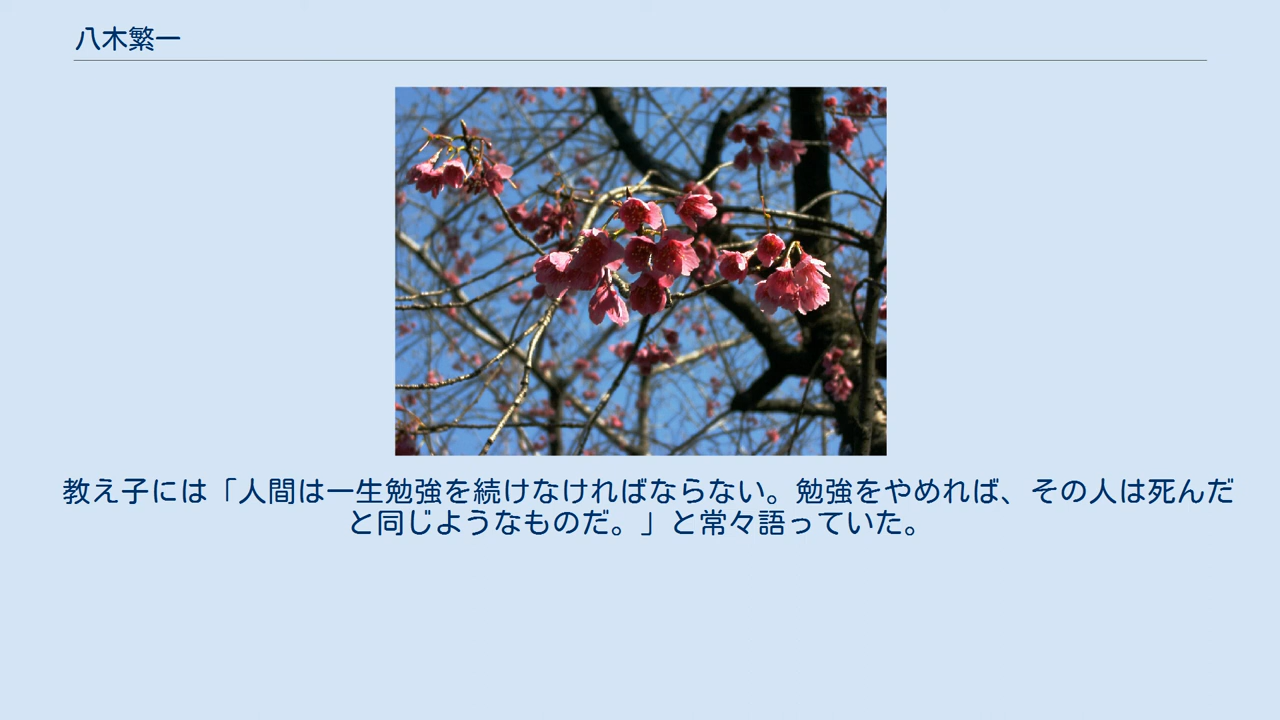 八木繁一
教え子には「人間は一生勉強を続けなければならない。勉強をやめれば、その人は死んだ
と同じようなものだ。」と常々語っていた。